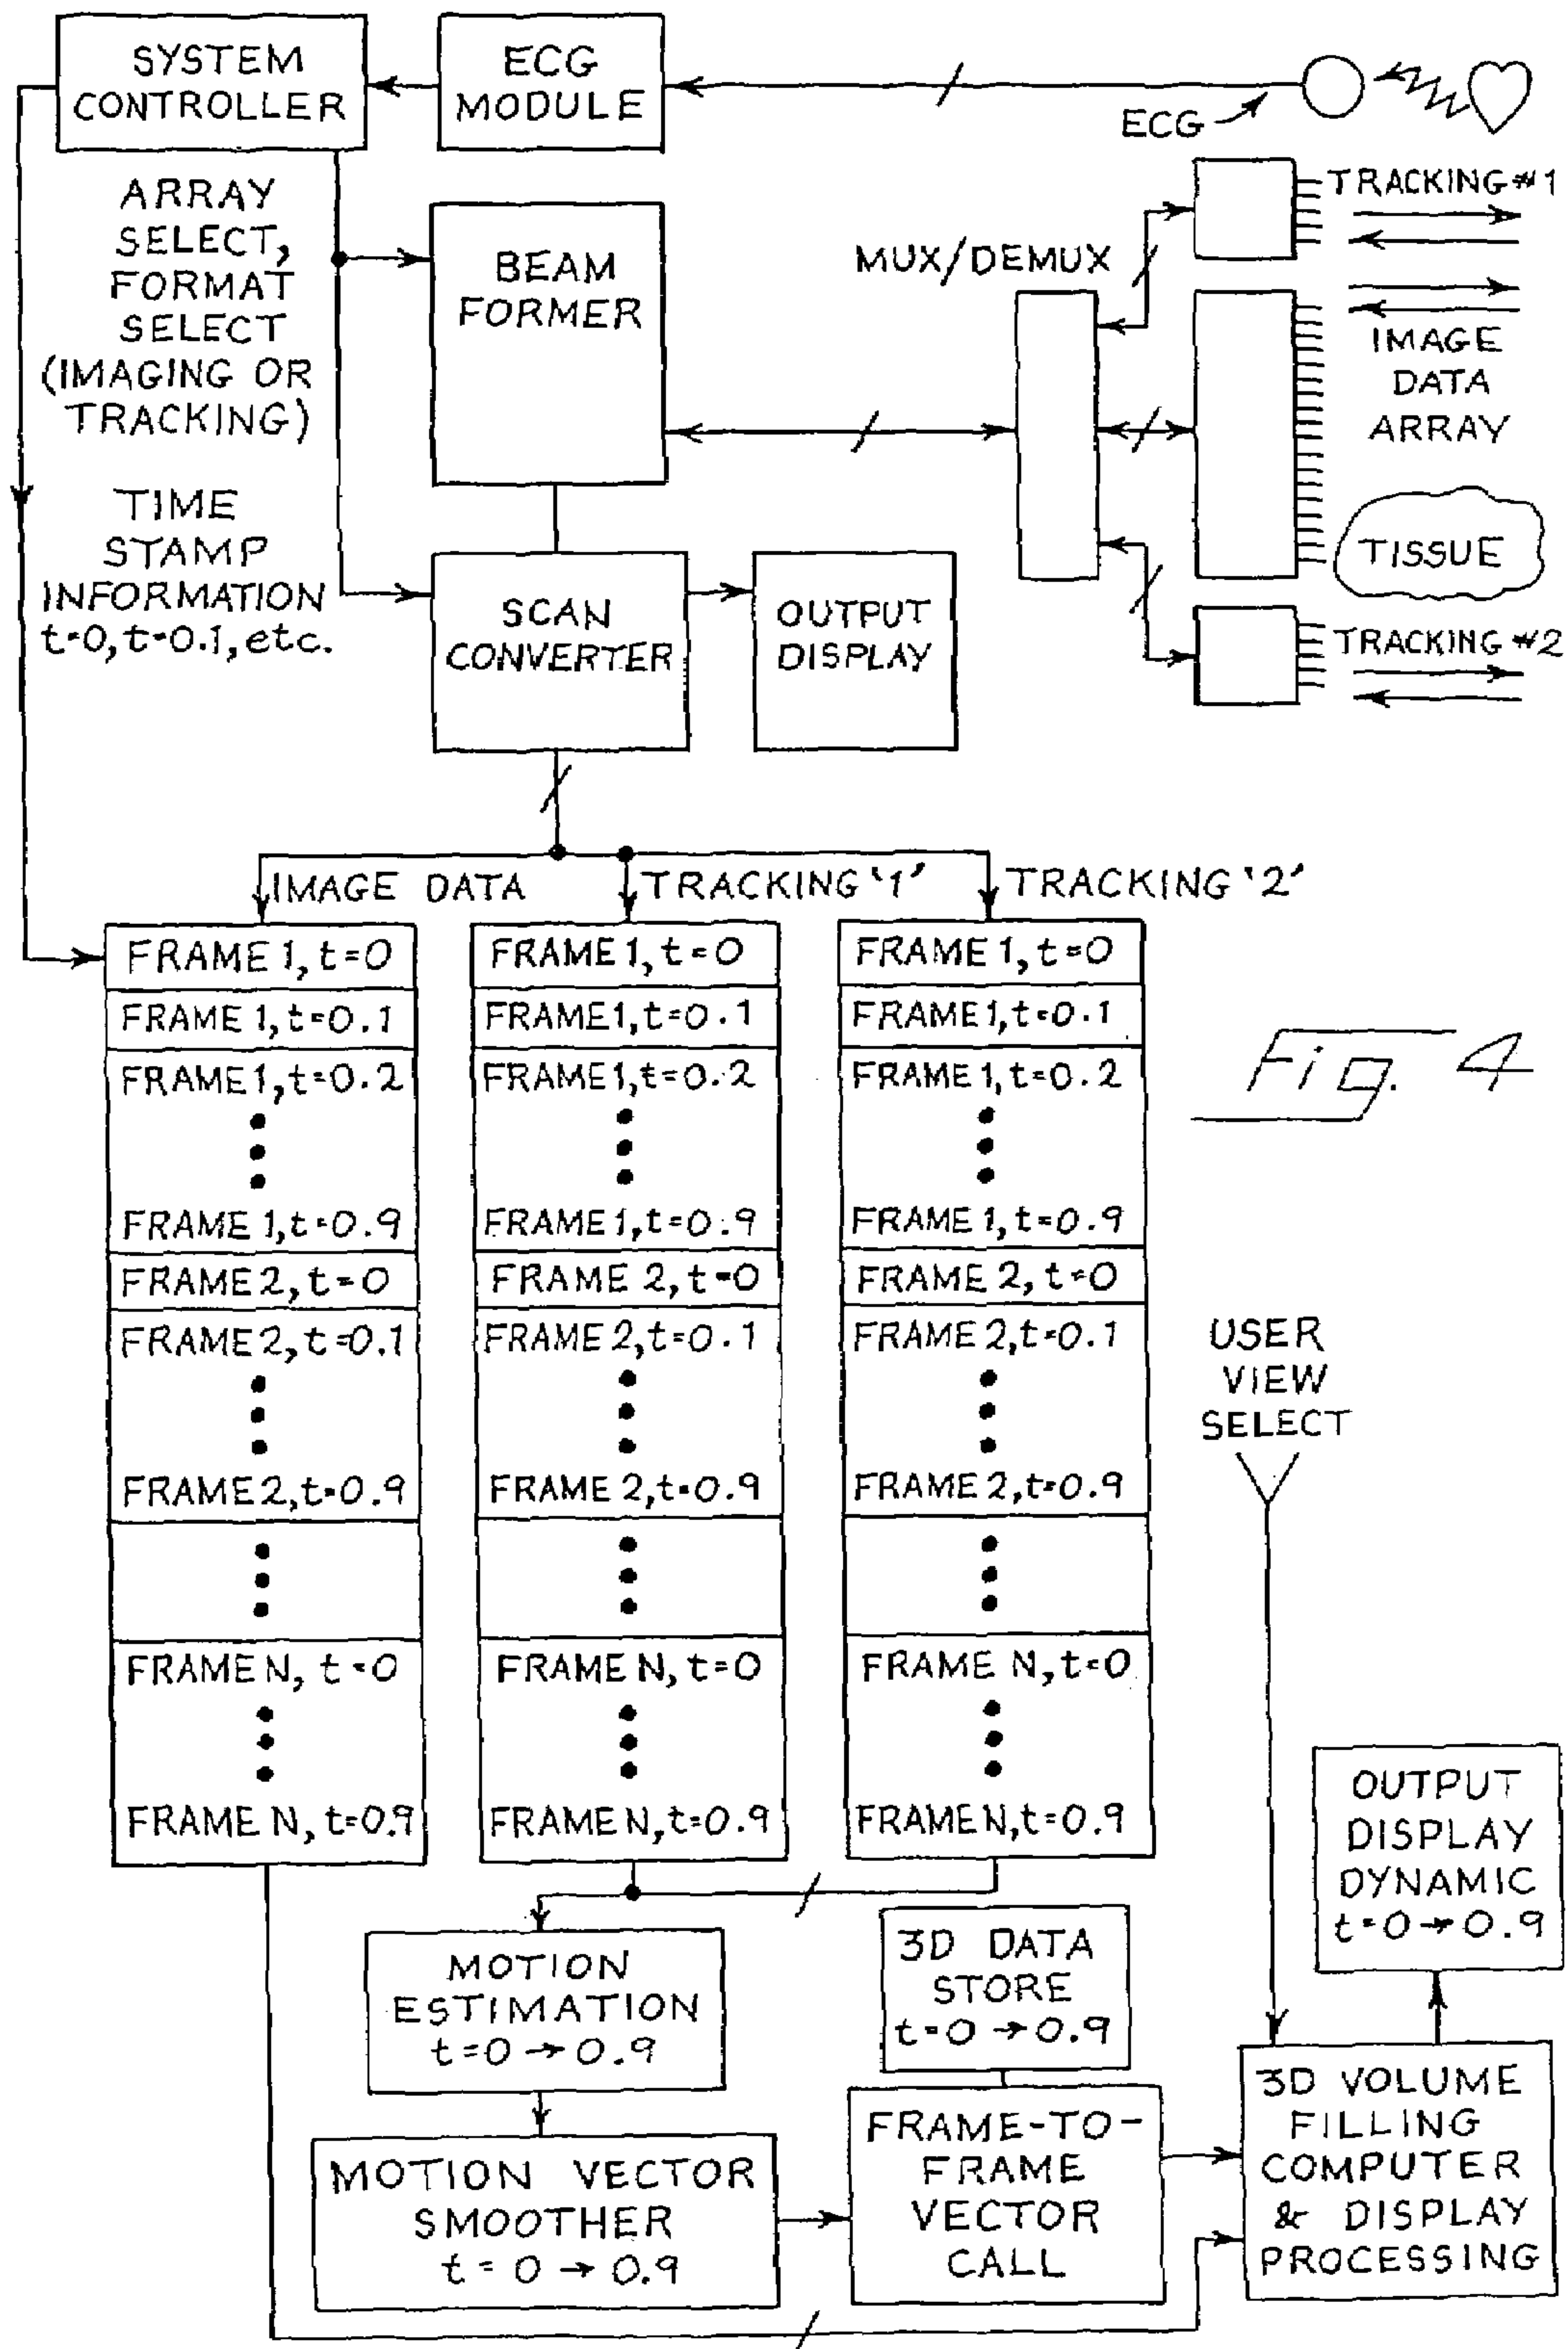 SYSTEM
CONTROLLER
ECG
MODULE
ECG
ARRAY
SELECT,
FORMAT
SELECT
(IMAGING OR
TRACKING)
BEAM
FORMER
MUX/DEMUX
TRACKING #1
IMAGE
DATA
ARRAY
TISSUE
TRACKING #2
TIME
STAMP
INFORMATION
t=0, t=0.1, etc.
SCAN
CONVERTER
OUTPUT
DISPLAY
IMAGE DATA
TRACKING '1'
TRACKING '2'
FRAME 1, t=0
FRAME 1, t=0.1
FRAME 1, t=0.2
FRAME 1, t=0.9
FRAME 2, t=0
FRAME 2, t=0.1
FRAME 2, t=0.9
FRAME N, t=0
FRAME N, t=0.9
FRAME 1, t=0
FRAME 1, t=0.1
FRAME 1, t=0.2
FRAME 1, t=0.9
FRAME 2, t=0
FRAME 2, t=0.1
FRAME 2, t=0.9
FRAME N, t=0
FRAME N, t=0.9
FRAME 1, t=0
FRAME 1, t=0.1
FRAME 1, t=0.2
FRAME 1, t=0.9
FRAME 2, t=0
FRAME 2, t=0.1
FRAME 2, t=0.9
FRAME N, t=0
FRAME N, t=0.9
Fig. 4
USER
VIEW
SELECT
OUTPUT
DISPLAY
DYNAMIC
t=0→0.9
MOTION
ESTIMATION
t=0→0.9
3D DATA
STORE
t=0→0.9
MOTION VECTOR
SMOOTHER
t=0→0.9
FRAME-TO-
FRAME
VECTOR
CALL
3D VOLUME
FILLING
COMPUTER
& DISPLAY
PROCESSING